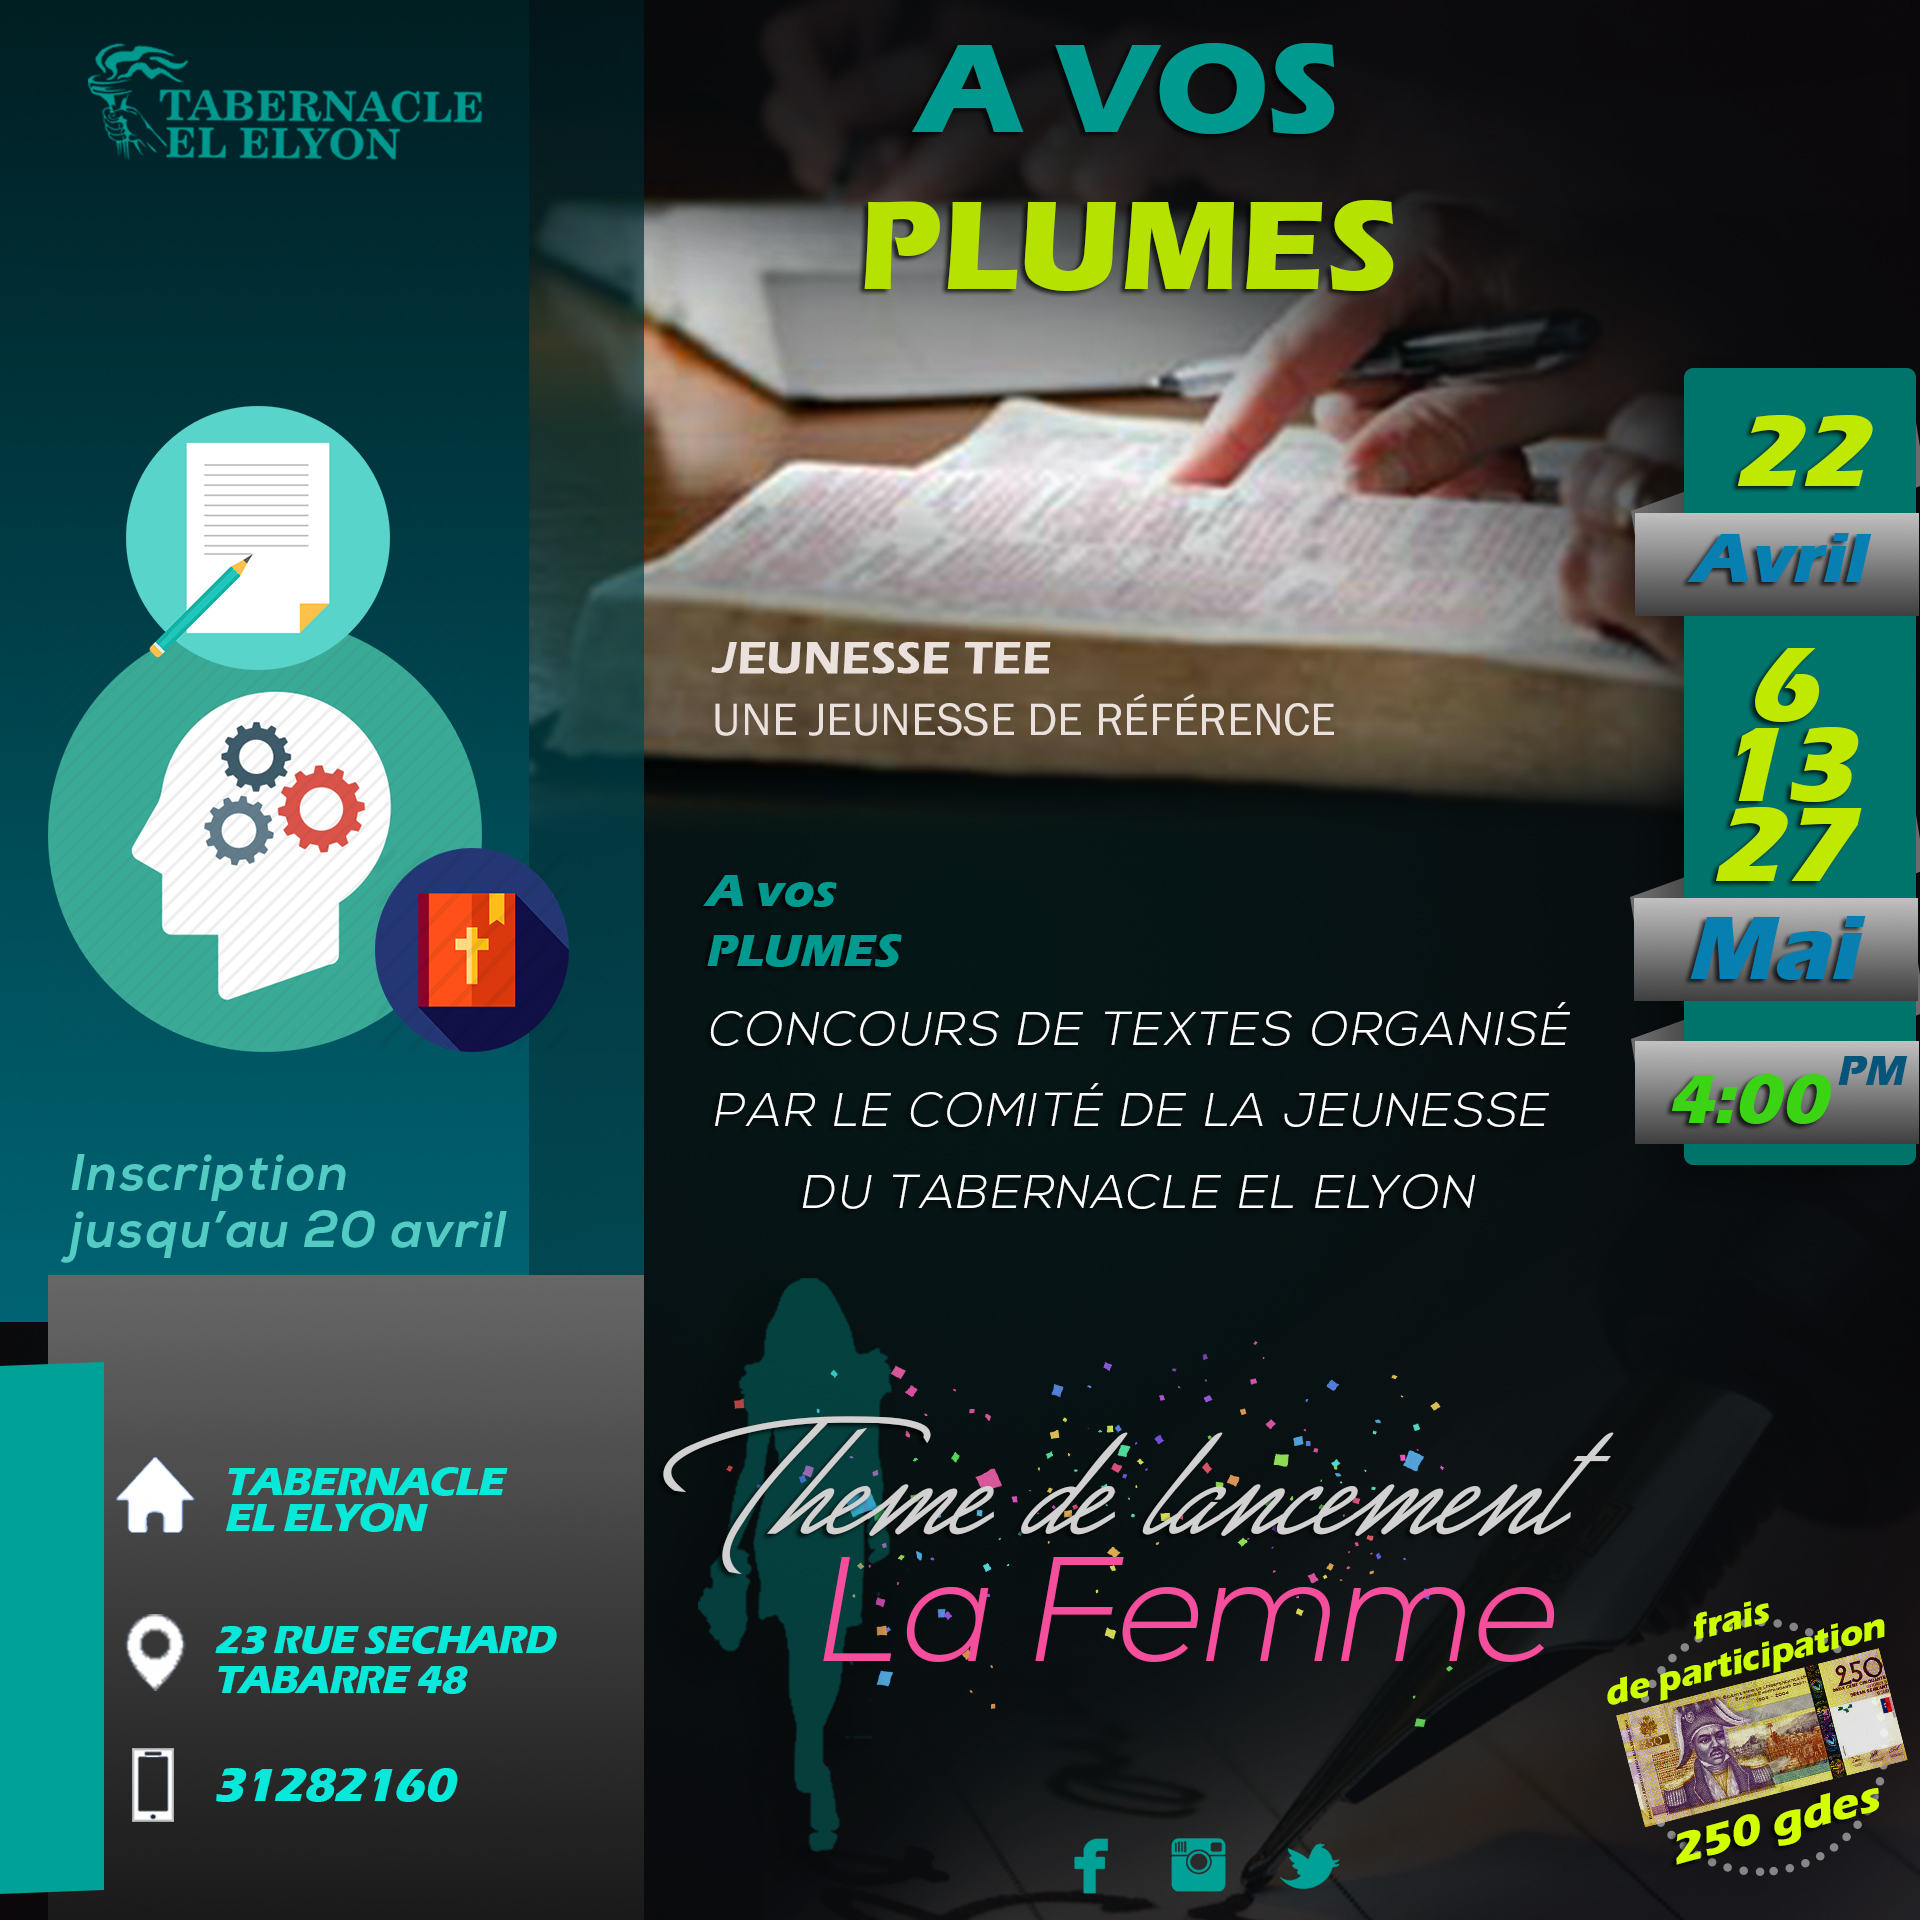 TABERNACLE
EL ELYON
A VOS
PLUMES
22
Avril
6
13
27
Mai
4:00 PM
JEUNESSE TEE
UNE JEUNESSE DE RÉFÉRENCE
A vos
PLUMES
CONCOURS DE TEXTES ORGANISÉ
PAR LE COMITÉ DE LA JEUNESSE
DU TABERNACLE EL ELYON
Inscription
jusqu'au 20 avril
Theme de lancement
La Femme
TABERNACLE
EL ELYON
23 RUE SECHARD
TABARRE 48
31282160
frais
de participation
250
250 gdes